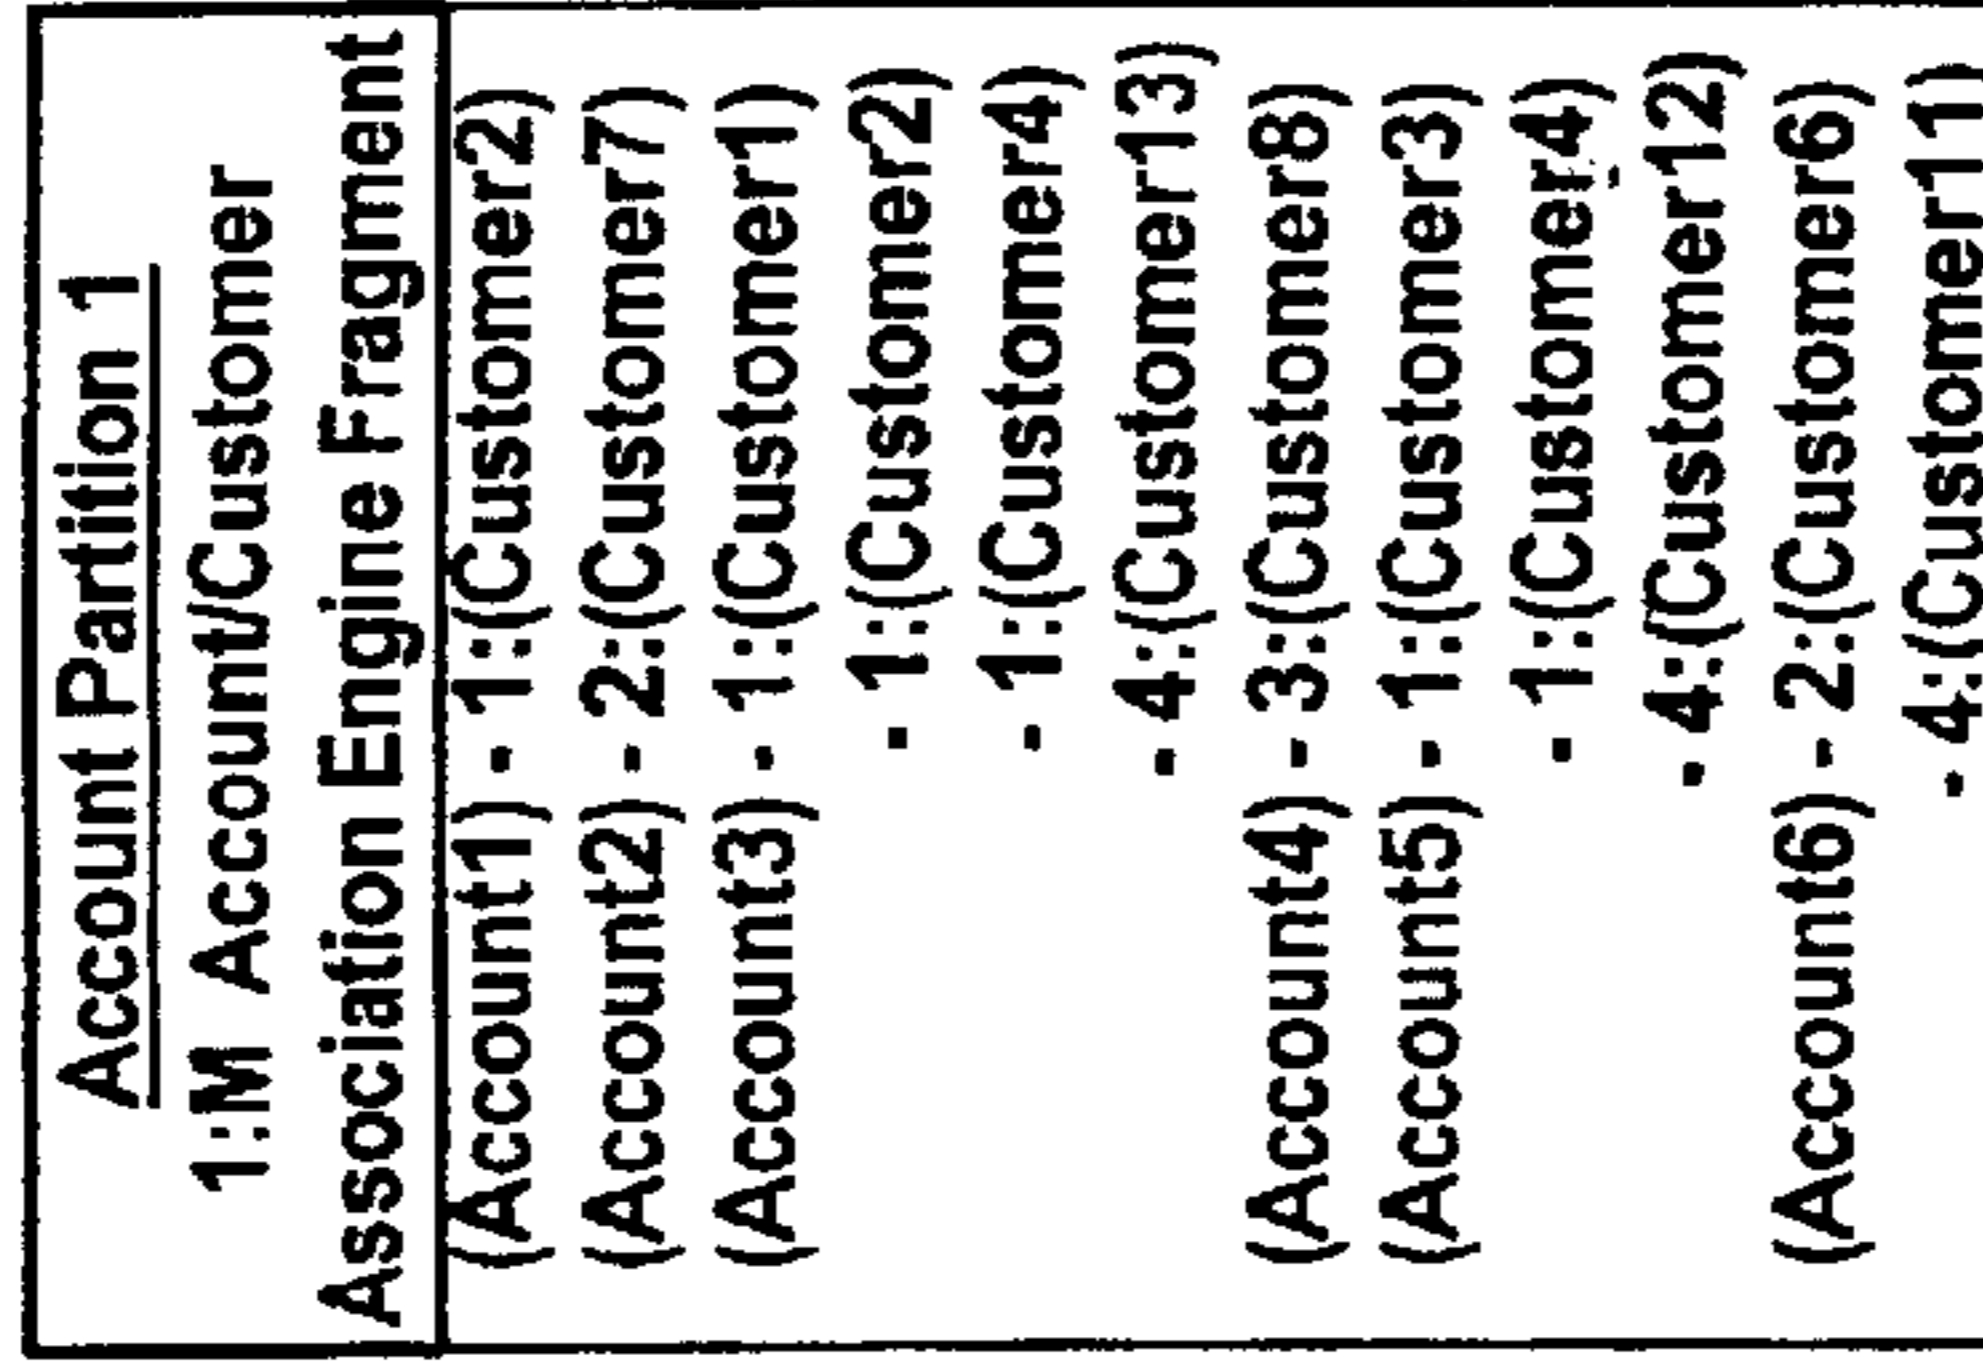 Account Partition 1
1:M Account/Customer
Association Engine Fragment
(Account1) - 1:(Customer2)
(Account2) - 2:(Customer7)
(Account3) - 1:(Customer1)
- 1:(Customer2)
- 1:(Customer4)
- 4:(Customer13)
(Account4) - 3:(Customer8)
(Account5) - 1:(Customer3)
- 1:(Customer4)
- 4:(Customer12)
(Account6) - 2:(Customer6)
- 4:(Customer11)